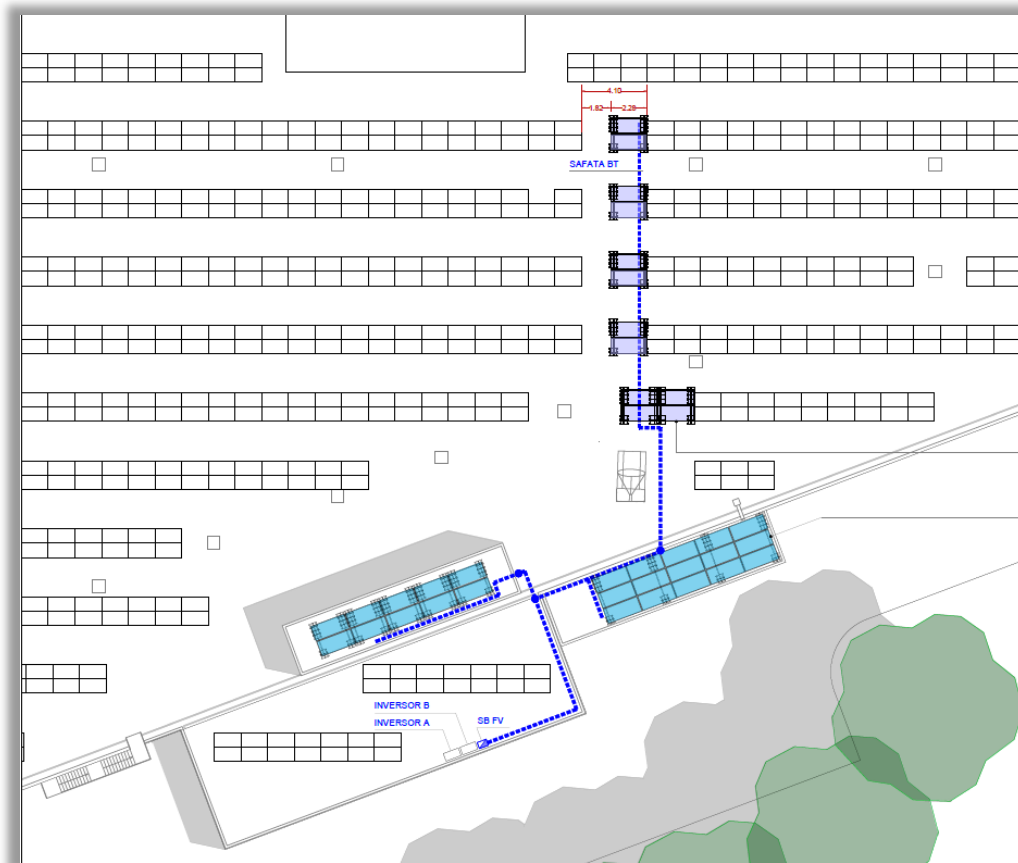 4.10
1.82 2.28
SAFATA BT
INVERSOR B
INVERSOR A
SB FV